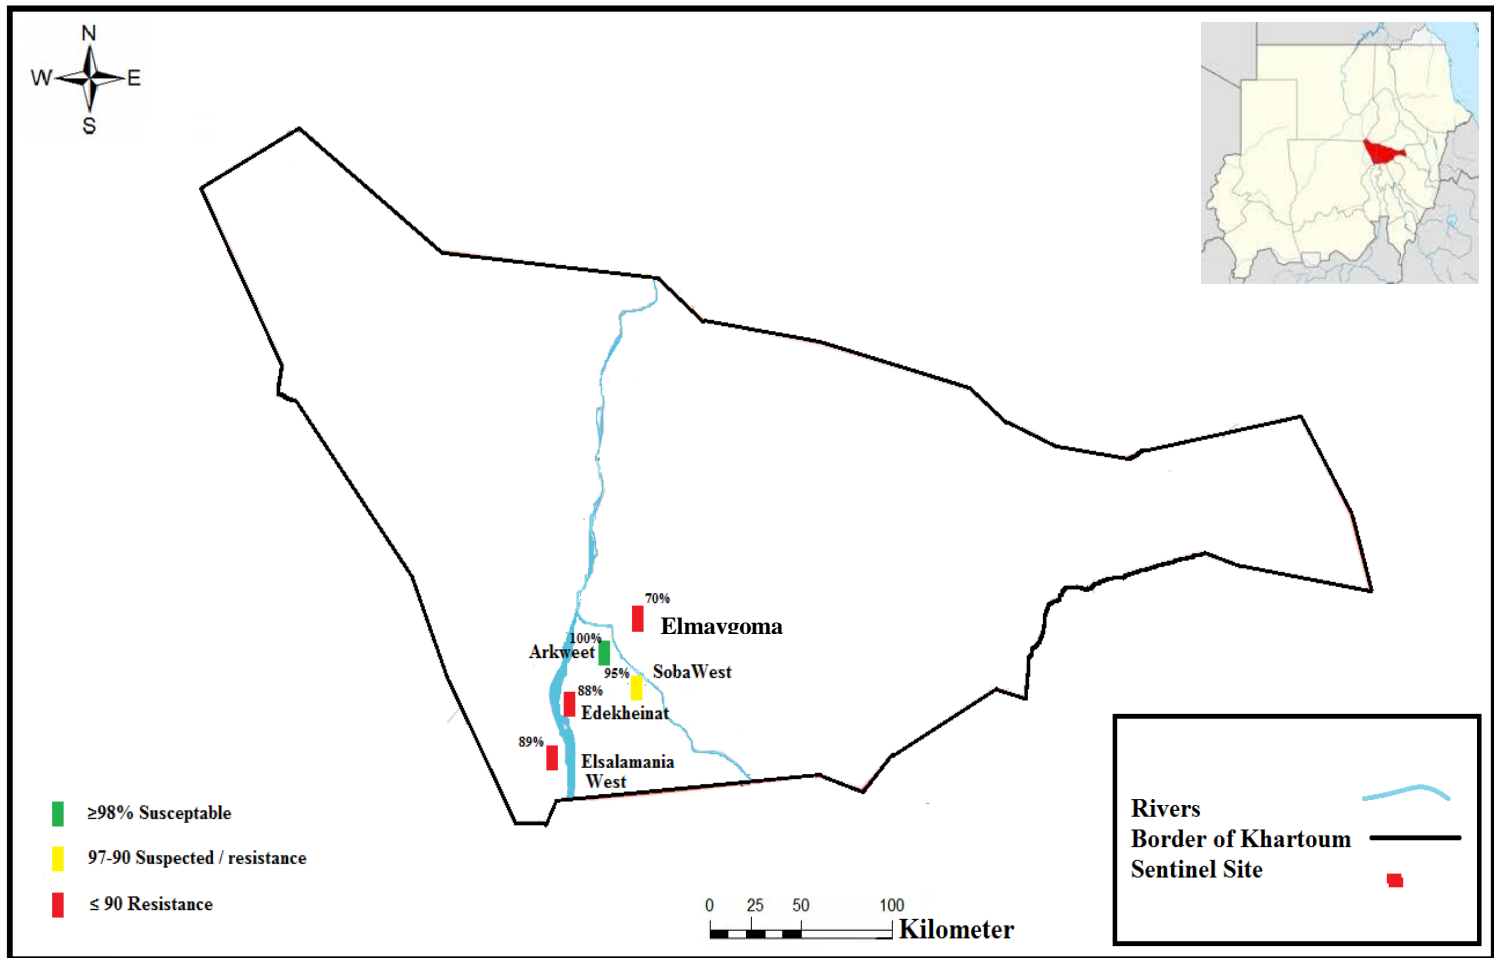 N
W E
S
70%
Elmaygoma
100%
Arkweet
95%
SobaWest
88%
Edekheinat
89%
Elsalamania
West
≥98% Susceptable
97-90 Suspected / resistance
≤ 90 Resistance
0 25 50 100
Kilometer
Rivers
Border of Khartoum
Sentinel Site